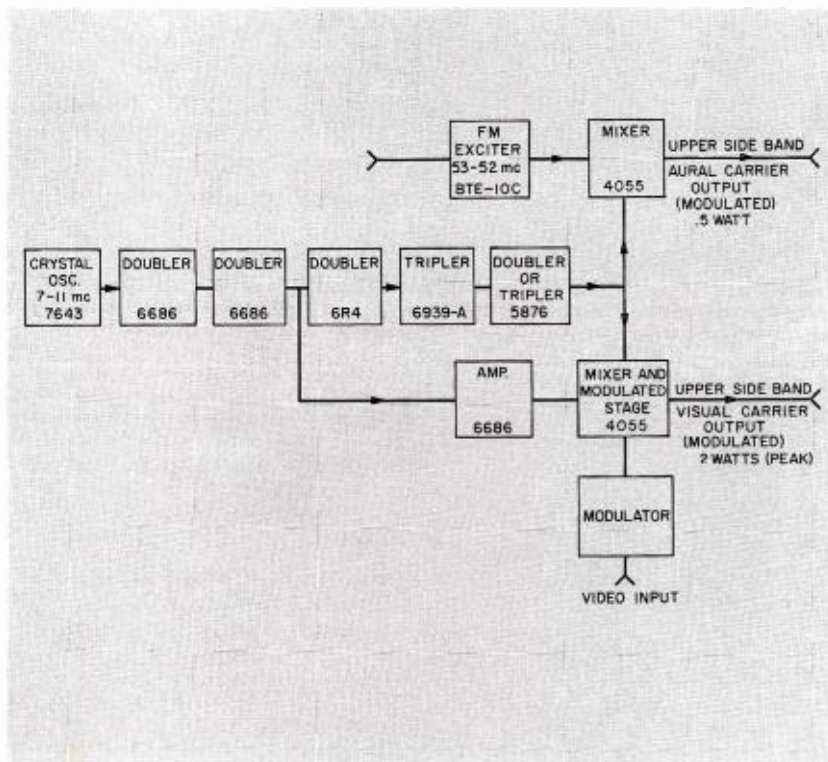 FM
EXCITER
53-52 mc
BTE-10C
MIXER
4055
UPPER SIDE BAND
AURAL CARRIER
OUTPUT
(MODULATED)
.5 WATT
CRYSTAL
OSC.
7-11 mc
7643
DOUBLER
6686
DOUBLER
6686
DOUBLER
6R4
TRIPLER
6939-A
DOUBLER
OR
TRIPLER
5876
AMP.
6686
MIXER AND
MODULATED
STAGE
4055
UPPER SIDE BAND
VISUAL CARRIER
OUTPUT
(MODULATED)
2 WATTS (PEAK)
MODULATOR
VIDEO INPUT